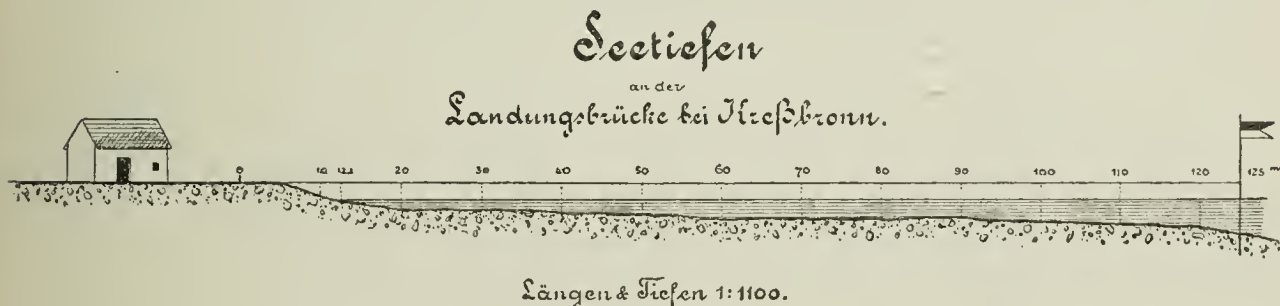 Seetiefen
an der
Landungsbrücke bei Kreßbronn.
0 10 12,5 20 30 40 50 60 70 80 90 100 110 120 125 m
Längen & Tiefen 1:1100.